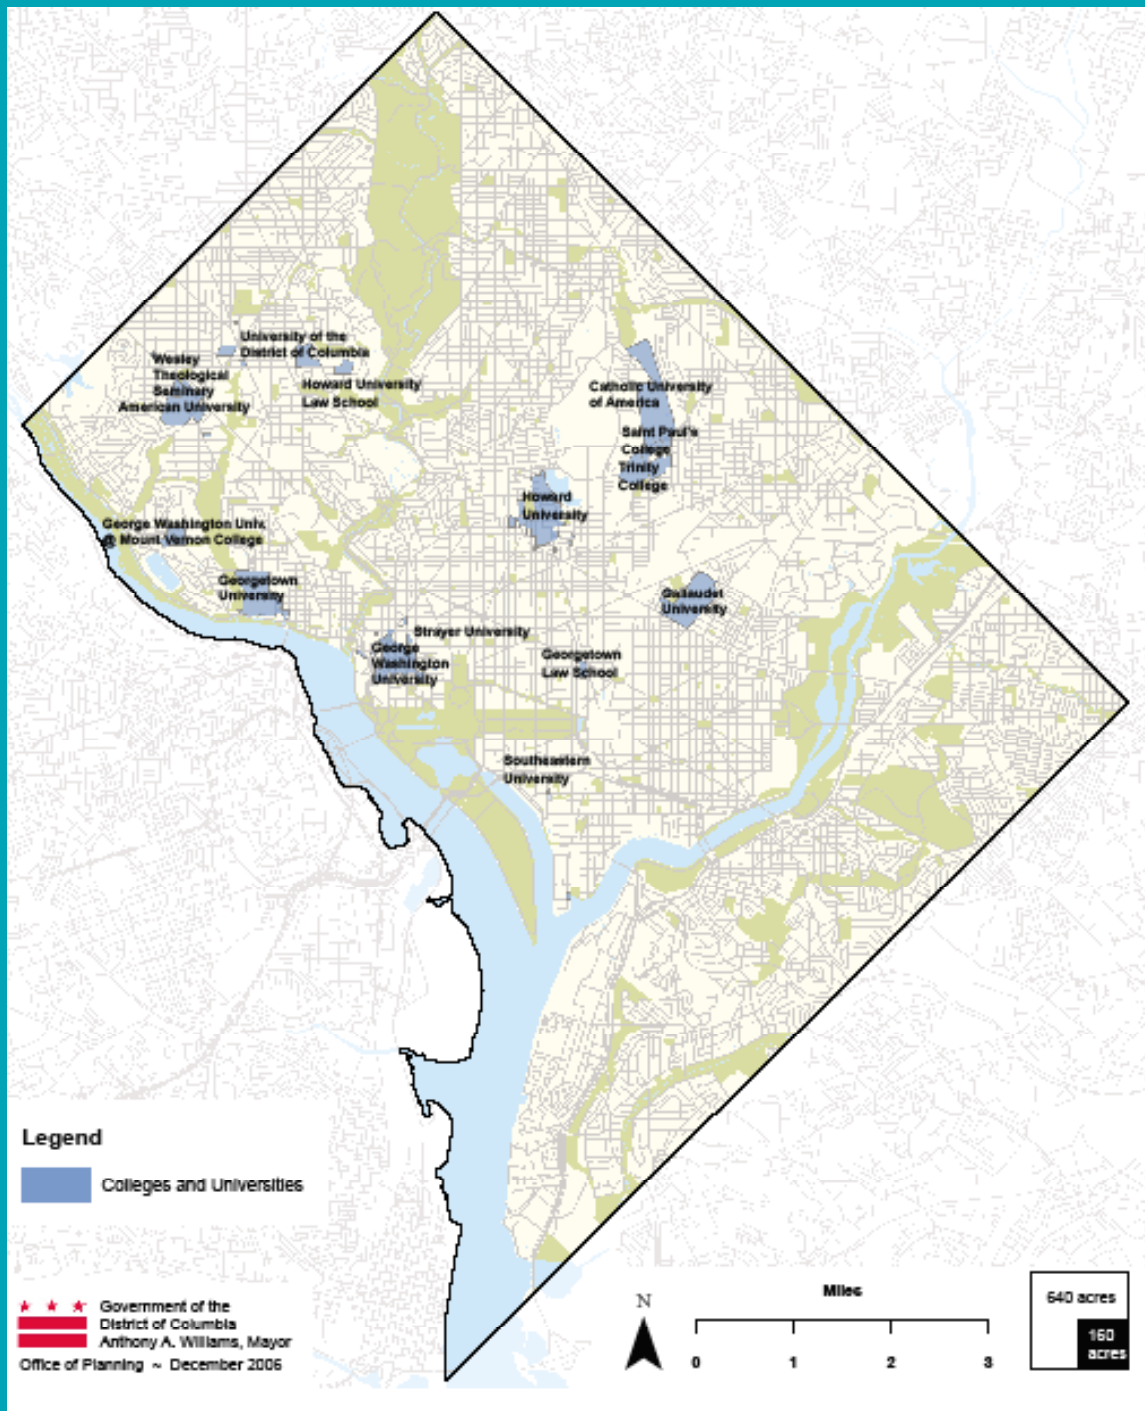 University of the
District of Columbia
Wesley
Theological
Seminary
American University
Howard University
Law School
Catholic University
of America
Saint Paul's
College
Trinity
College
Howard
University
George Washington Univ.
@ Mount Vernon College
Georgetown
University
Gallaudet
University
Strayer University
George
Washington
University
Georgetown
Law School
Southeastern
University
Legend
Colleges and Universities
Government of the
District of Columbia
Anthony A. Williams, Mayor
Office of Planning ~ December 2006
N
Miles
0 1 2 3
640 acres
160
acres